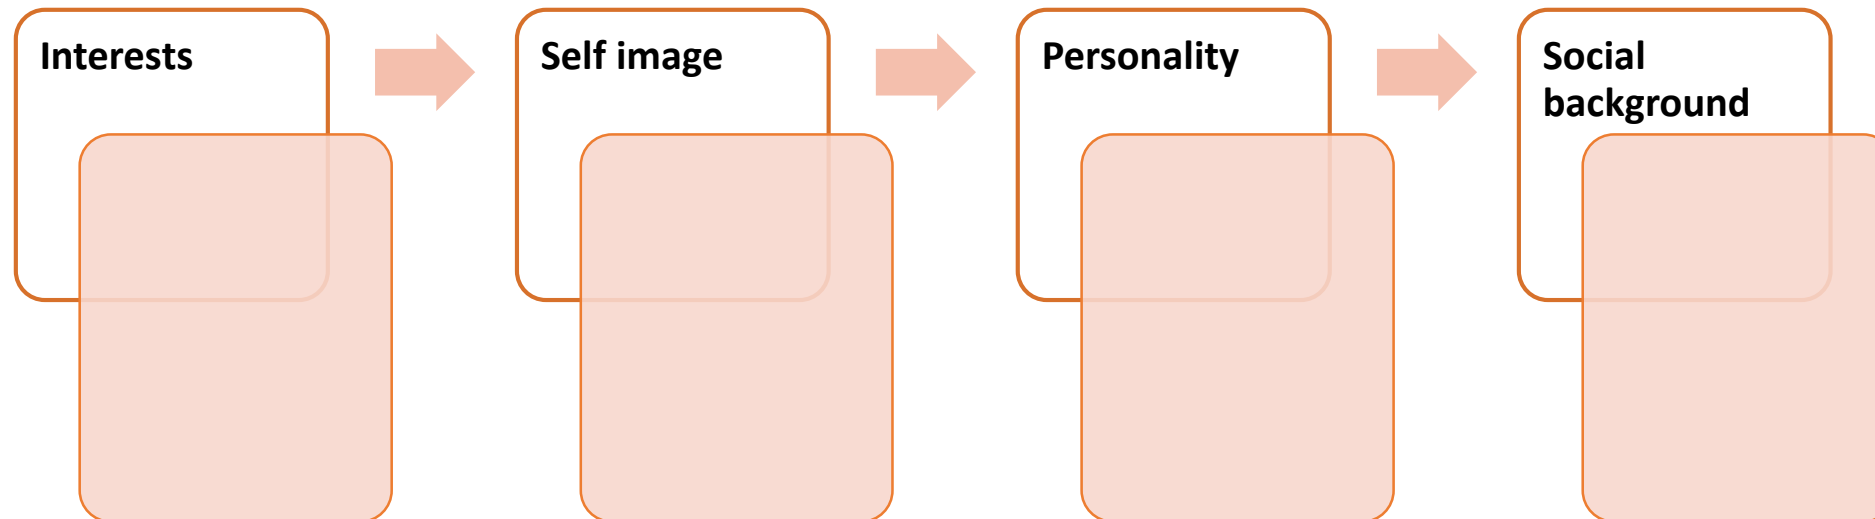 Interests
Self image
Personality
Social
background